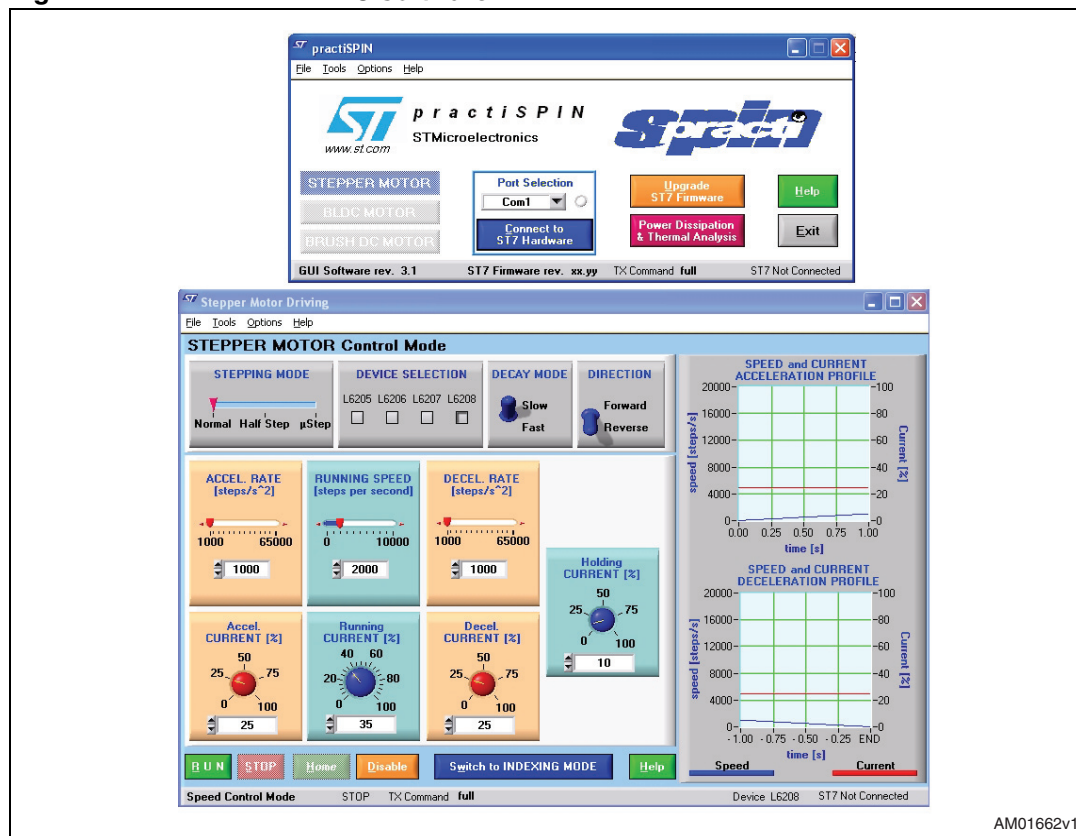 practiSPIN
File Tools Options Help
ST
www.st.com
practiSPIN
STMicroelectronics
Spin
practi
STEPPER MOTOR
BLDC MOTOR
BRUSH DC MOTOR
Port Selection
Com1
Connect to
ST7 Hardware
Upgrade
ST7 Firmware
Power Dissipation
& Thermal Analysis
Help
Exit
GUI Software rev. 3.1 ST7 Firmware rev. xx.yy TX Command full ST7 Not Connected
Stepper Motor Driving
File Tools Options Help
STEPPER MOTOR Control Mode
STEPPING MODE
Normal Half Step µStep
DEVICE SELECTION
L6205 L6206 L6207 L6208
DECAY MODE
Slow
Fast
DIRECTION
Forward
Reverse
ACCEL. RATE
[steps/s^2]
1000 65000
1000
RUNNING SPEED
[steps per second]
0 10000
2000
DECEL. RATE
[steps/s^2]
1000 65000
1000
Holding
CURRENT [%]
50
25 75
0 100
10
Accel.
CURRENT [%]
50
25 75
0 100
25
Running
CURRENT [%]
40 60
20 80
0 100
35
Decel.
CURRENT [%]
50
25 75
0 100
25
SPEED and CURRENT
ACCELERATION PROFILE
speed [steps/s]
20000
16000
12000
8000
4000
0
100
80
60
40
20
0
Current [%]
0.00 0.25 0.50 0.75 1.00
time [s]
SPEED and CURRENT
DECELERATION PROFILE
speed [steps/s]
20000
16000
12000
8000
4000
0
100
80
60
40
20
0
Current [%]
-1.00 -0.75 -0.50 -0.25 END
time [s]
Speed Current
RUN STOP Home Disable Switch to INDEXING MODE Help
Speed Control Mode STOP TX Command full Device L6208 ST7 Not Connected
AM01662v1